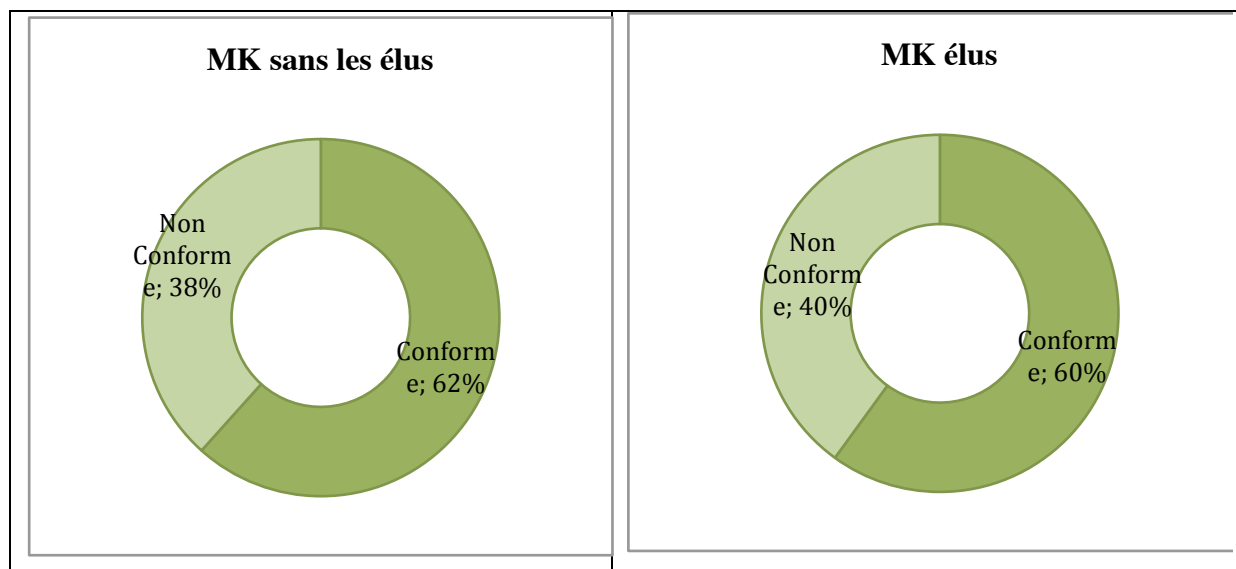 MK sans les élus
Non
Conform
e; 38%
Conform
e; 62%
MK élus
Non
Conform
e; 40%
Conform
e; 60%